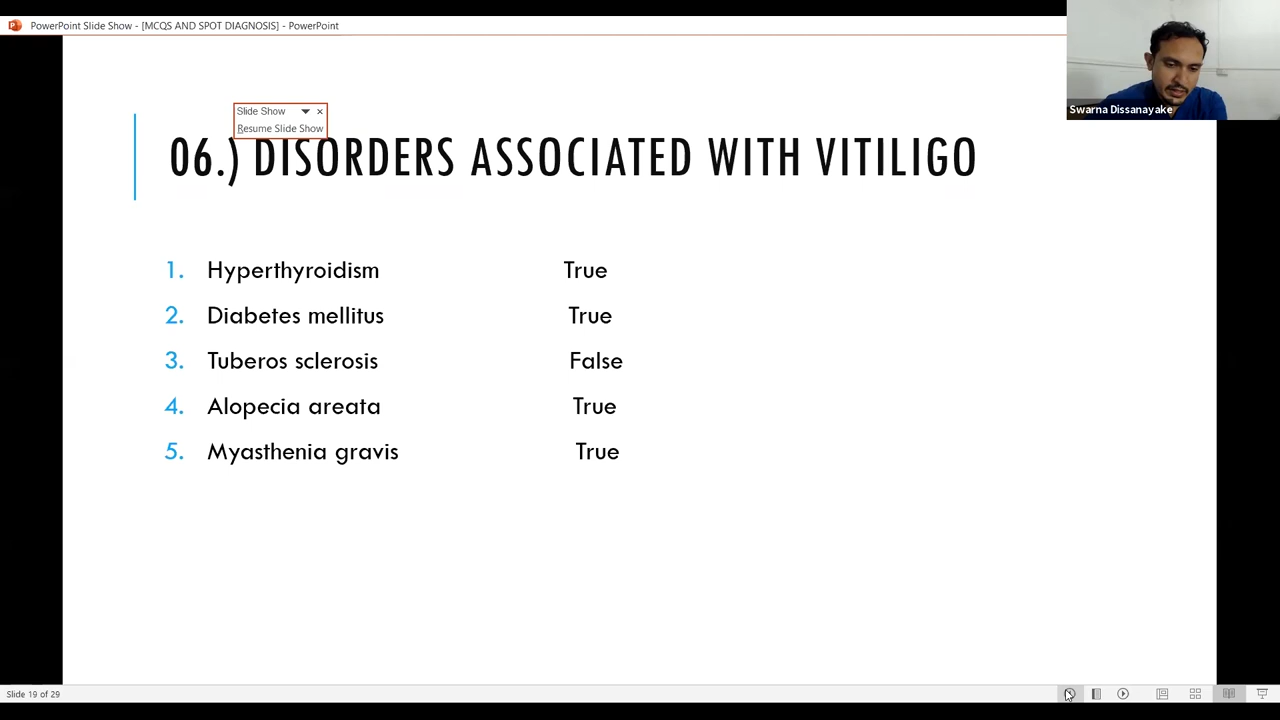 PowerPoint Slide Show - [MCQS AND SPOT DIAGNOSIS] - PowerPoint
Swarna Dissanayake
Slide Show
Resume Slide Show
06.) DISORDERS ASSOCIATED WITH VITILIGO
1. Hyperthyroidism True
2. Diabetes mellitus True
3. Tuberos sclerosis False
4. Alopecia areata True
5. Myasthenia gravis True
Slide 19 of 29